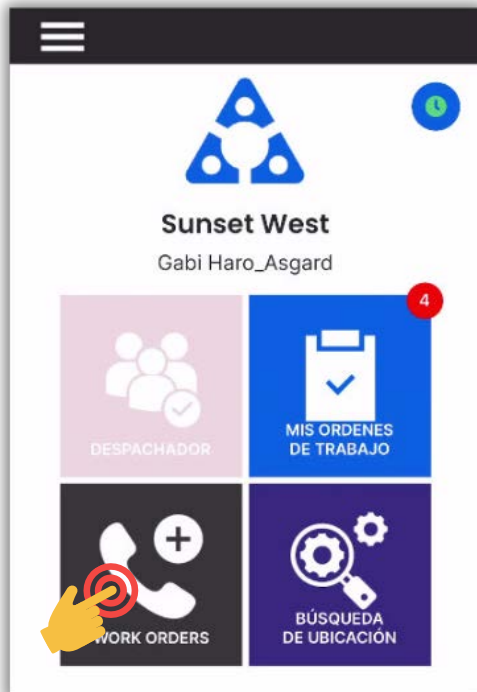 Sunset West
Gabi Haro_Asgard
4
DESPACHADOR
MIS ORDENES
DE TRABAJO
WORK ORDERS
BÚSQUEDA
DE UBICACIÓN